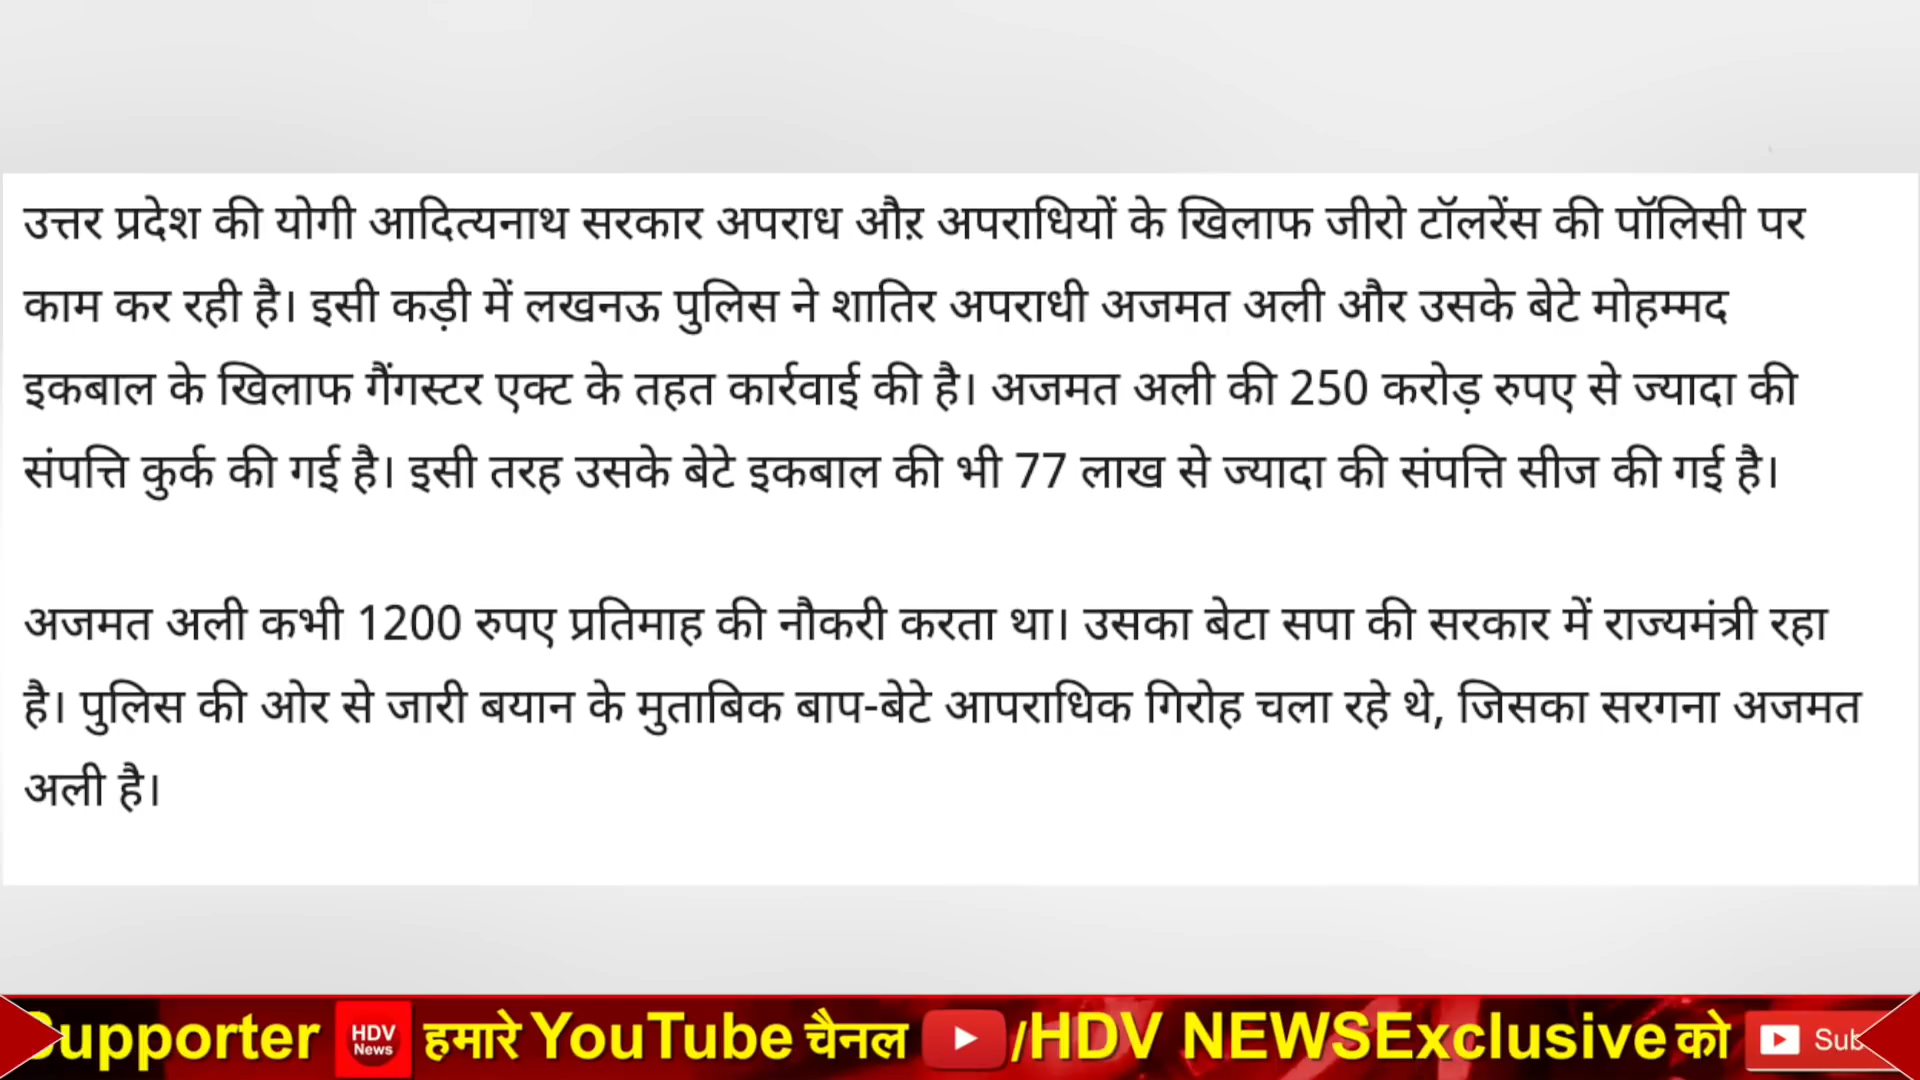 उत्तर प्रदेश की योगी आदित्यनाथ सरकार अपराध औऱ अपराधियों के खिलाफ जीरो टॉलरेंस की पॉलिसी पर
काम कर रही है। इसी कड़ी में लखनऊ पुलिस ने शातिर अपराधी अजमत अली और उसके बेटे मोहम्मद
इकबाल के खिलाफ गैंगस्टर एक्ट के तहत कार्रवाई की है। अजमत अली की 250 करोड़ रुपए से ज्यादा की
संपत्ति कुर्क की गई है। इसी तरह उसके बेटे इकबाल की भी 77 लाख से ज्यादा की संपत्ति सीज की गई है।
अजमत अली कभी 1200 रुपए प्रतिमाह की नौकरी करता था। उसका बेटा सपा की सरकार में राज्यमंत्री रहा
है। पुलिस की ओर से जारी बयान के मुताबिक बाप-बेटे आपराधिक गिरोह चला रहे थे, जिसका सरगना अजमत
अली है।
Supporter HDV News हमारे YouTube चैनल /HDV NEWSExclusive को Sub